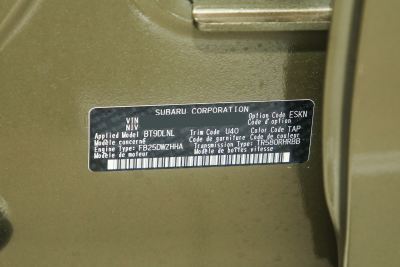 SUBARU CORPORATION
VIN Option Code ESKN
NIV Code d'option
Applied Model BT9DLNL Trim Code U40 Color Code TAP
Modèle concerné Code de garniture Code de couleur
Engine Type: FB25DWZHHA Transmission Type: TR580RHRBB
Modèle de moteur Modèle de boîtes vitesse